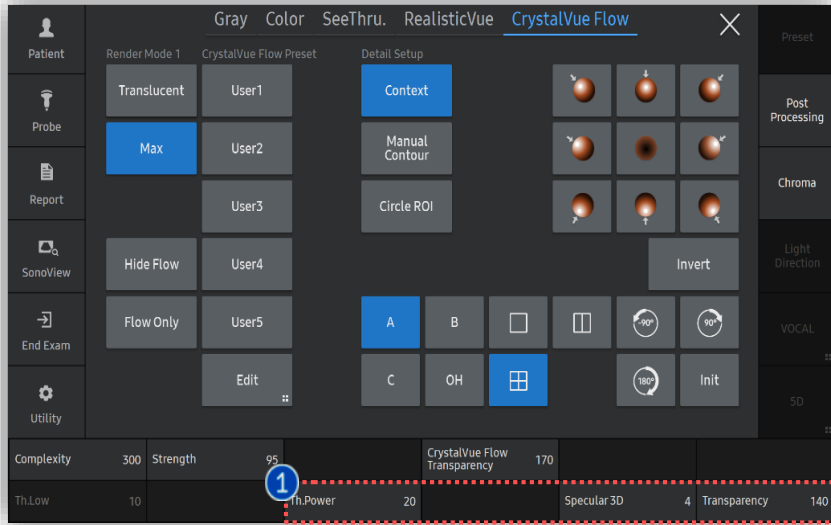 Gray Color SeeThru. RealisticVue CrystalVue Flow
Patient
Probe
Report
SonoView
End Exam
Utility
Render Mode 1
Translucent
Max
Hide Flow
Flow Only
CrystalVue Flow Preset
User1
User2
User3
User4
User5
Edit
Detail Setup
Context
Manual
Contour
Circle ROI
Invert
A
B
-90°
90°
C
OH
180°
Init
Preset
Post
Processing
Chroma
Light
Direction
VOCAL
5D
Complexity 300
Strength 95
CrystalVue Flow
Transparency 170
Th.Low 10
1
Th.Power 20
Specular 3D 4
Transparency 140